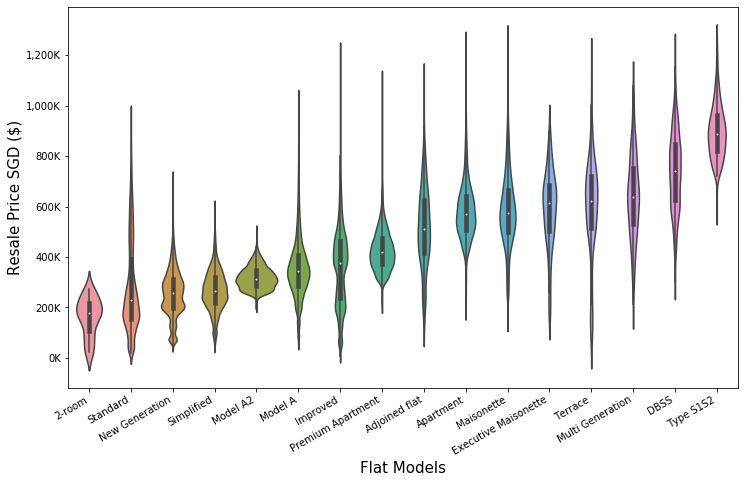 Resale Price SGD ($)
1,200K
1,000K
800K
600K
400K
200K
0K
2-room
Standard
New Generation
Simplified
Model A2
Model A
Improved
Premium Apartment
Adjoined flat
Apartment
Maisonette
Executive Maisonette
Terrace
Multi Generation
DBSS
Type S1S2
Flat Models